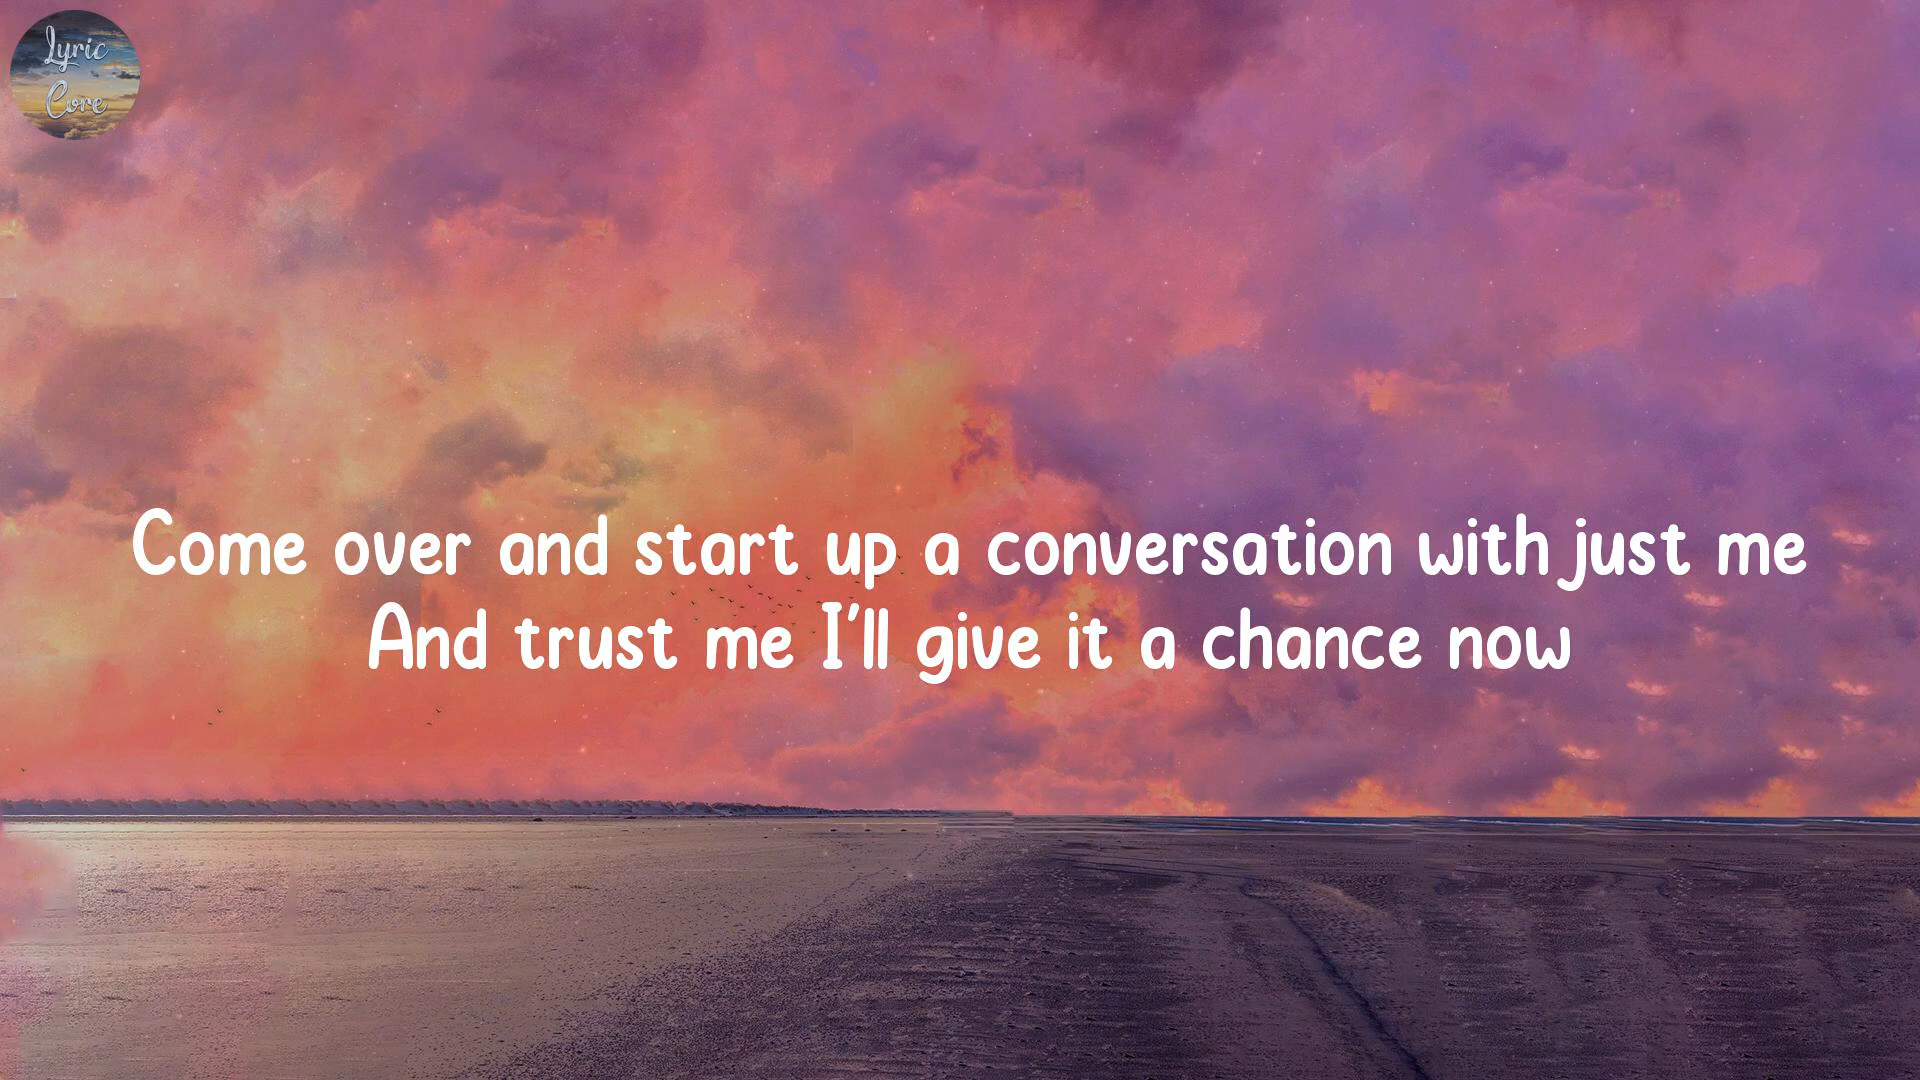 Lyric
Core
Come over and start up a conversation with just me
And trust me I'll give it a chance now